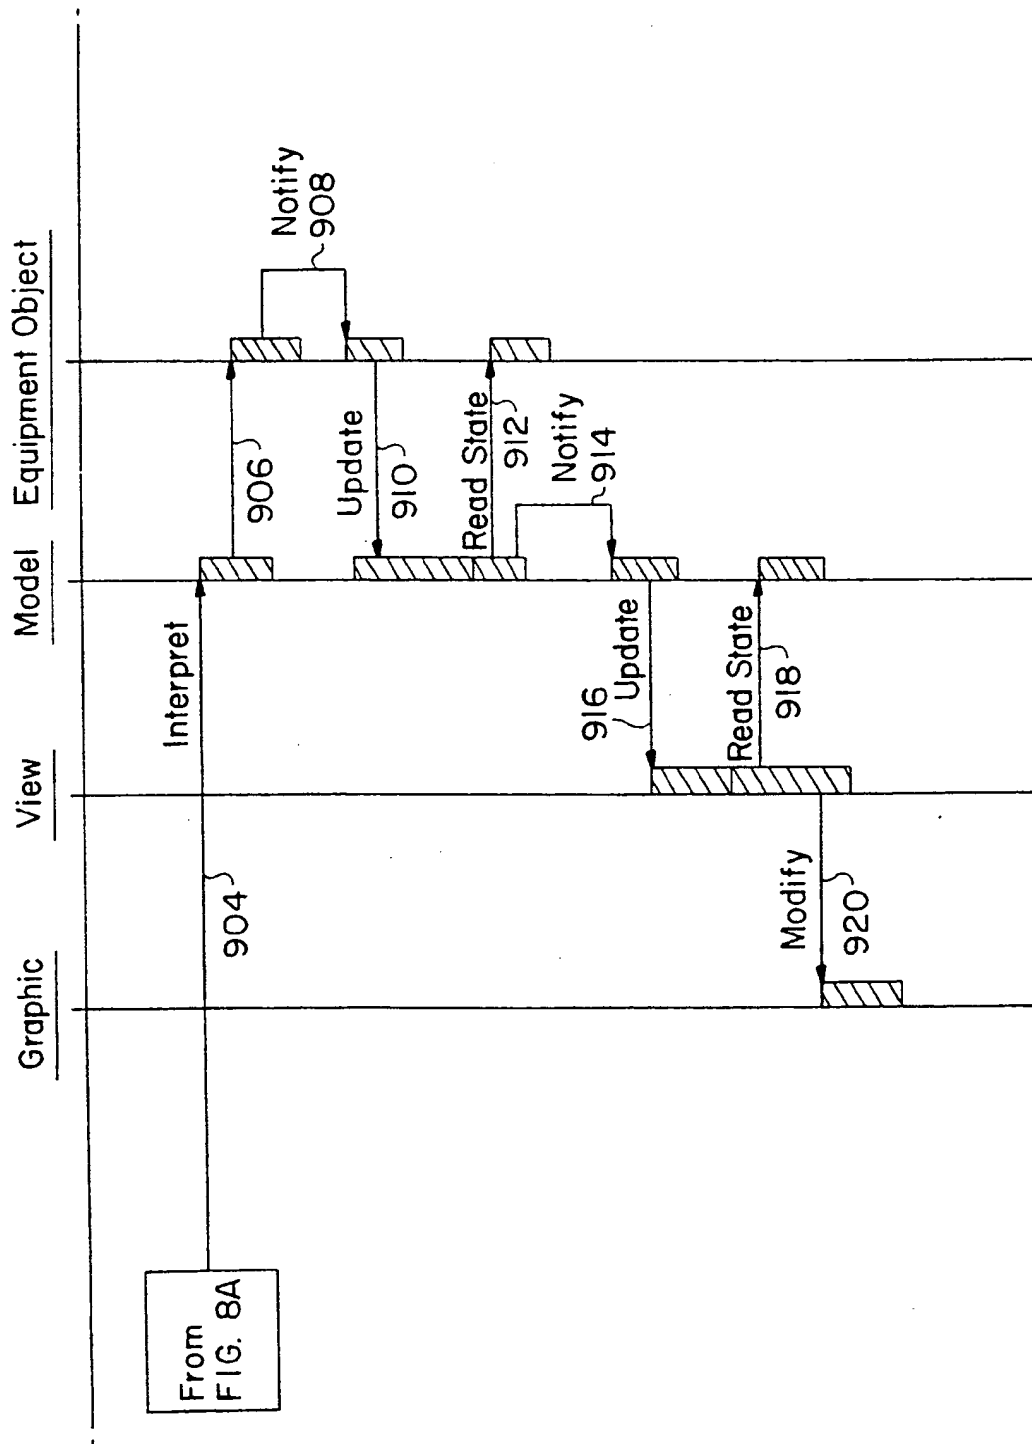 Graphic
View
Model
Equipment Object
From
FIG. 8A
Interpret
904
906
Notify
908
Update
910
Read State
912
Notify
914
916
Update
Read State
918
Modify
920